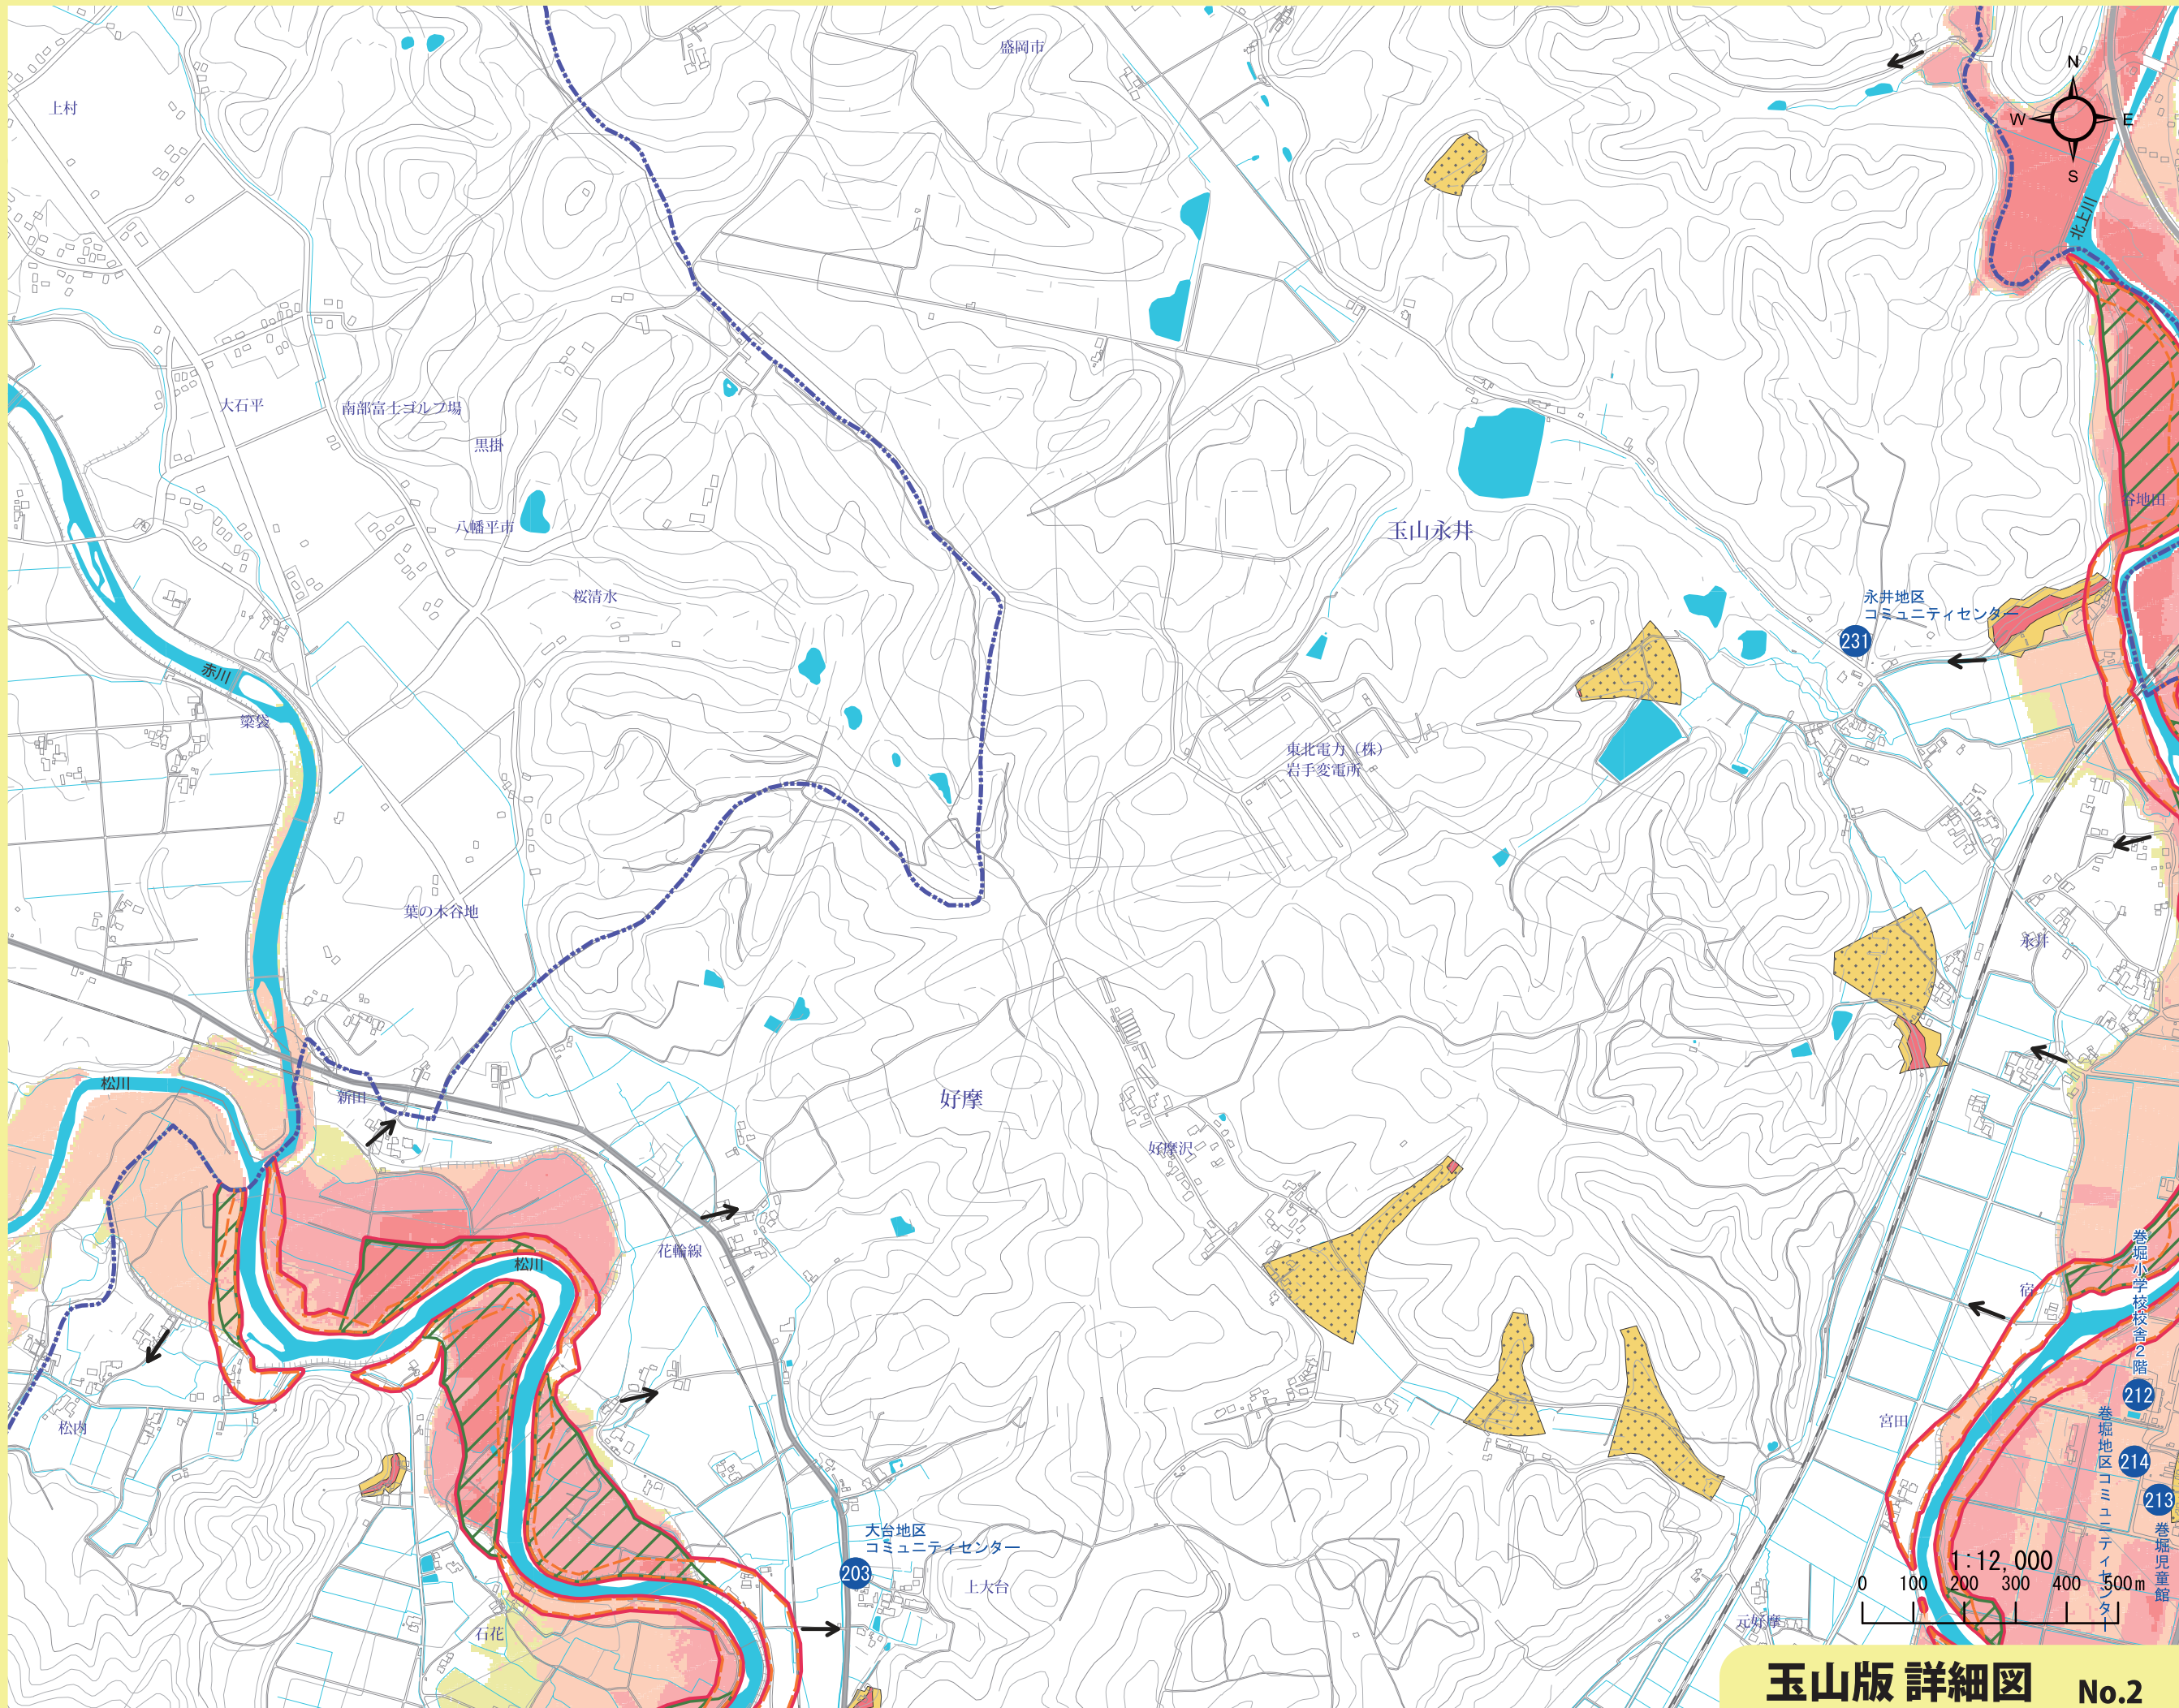 盛岡市
上村
N
W
E
S
北上川
大石平
南部富士ゴルフ場
黒掛
谷地田
八幡平市
玉山永井
桜清水
永井地区
コミュニティセンター
231
赤川
簗袋
東北電力（株）
岩手変電所
葉の木谷地
永井
松川
新田
好摩
好摩沢
花輪線
松川
宿
巻堀小学校校舎２階
212
松内
宮田
巻堀地区コミュニティセンター
214
213
巻堀児童館
大台地区
コミュニティセンター
203
上大台
1:12,000
0 100 200 300 400 500m
石花
元好摩
玉山版 詳細図 No.2